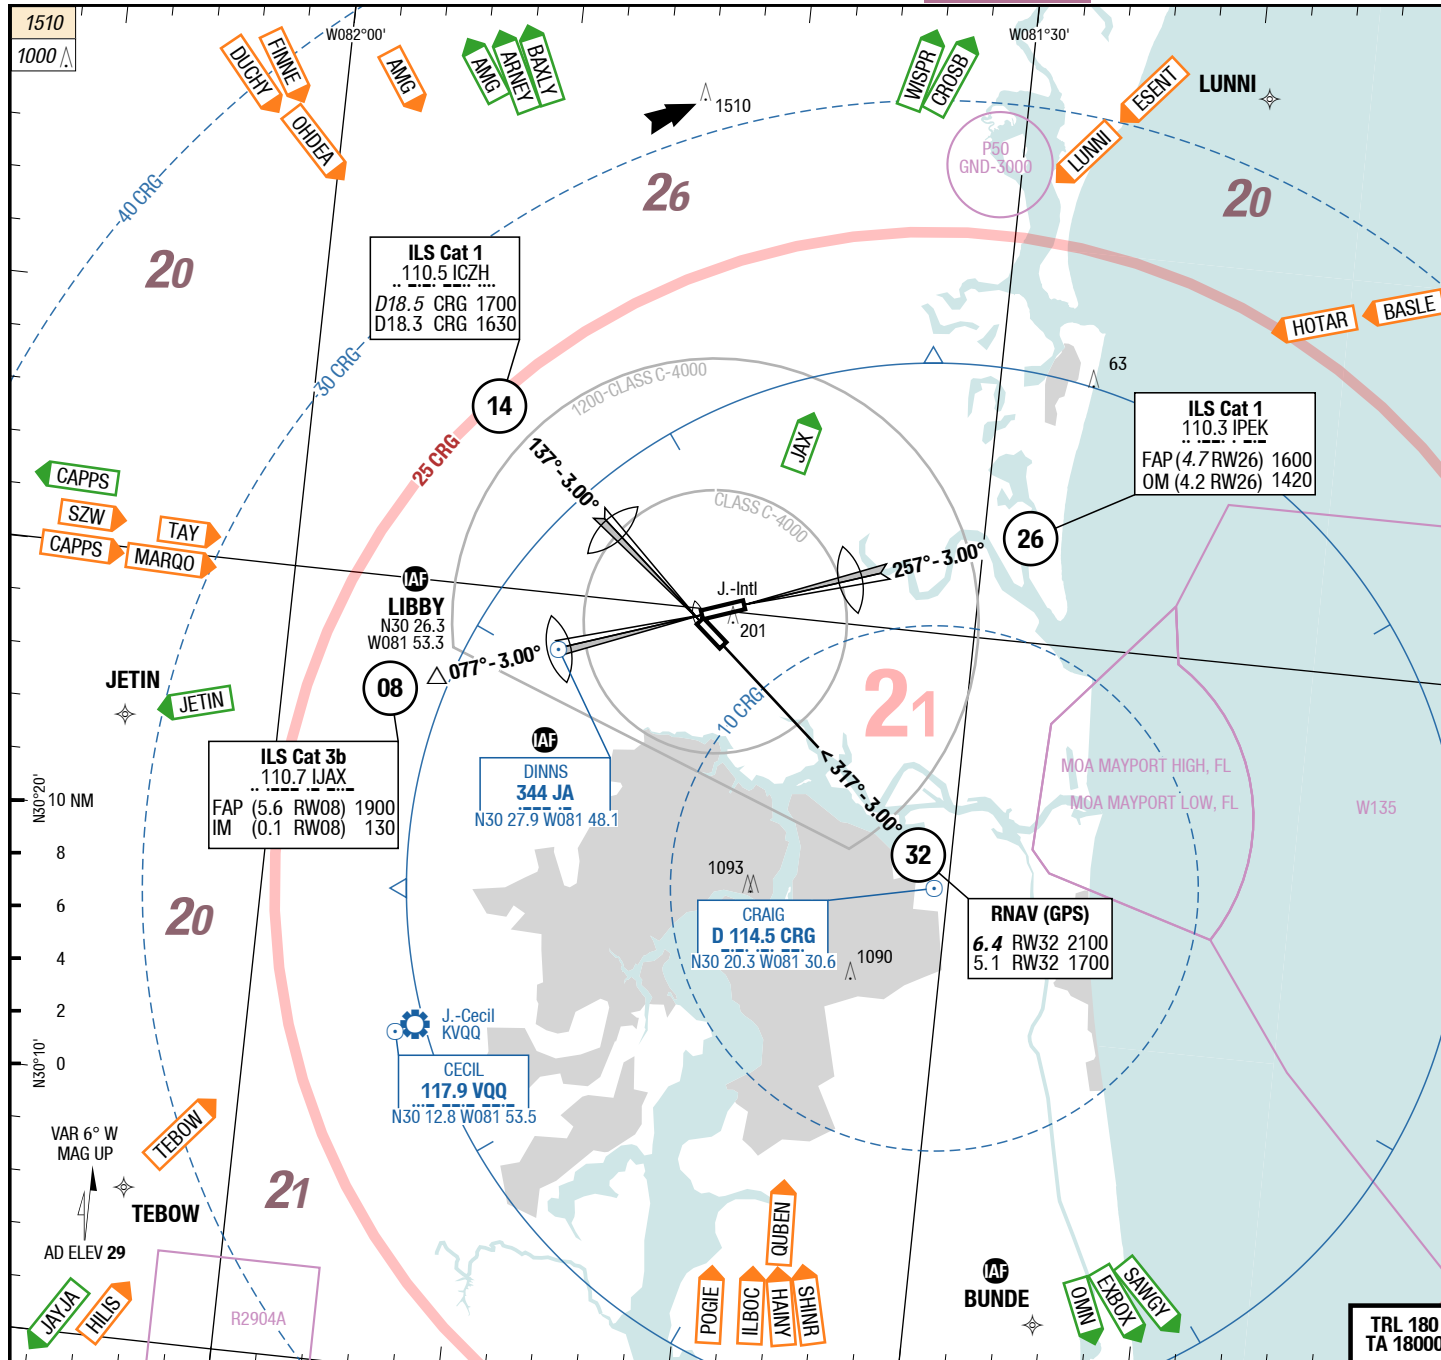 1510
1000
W082°00'
W081°30'
DUCHY
FINNE
OHDEA
AMG
AMG
ARNEY
BAXLY
WISPR
CROSB
ESENT
LUNNI
LUNNI
1510
P50
GND-3000
40 CRG
26
20
20
ILS Cat 1
110.5 ICZH
D18.5 CRG 1700
D18.3 CRG 1630
HOTAR
BASLE
30 CRG
1200-CLASS C-4000
14
63
25 CRG
137°-3.00°
JAX
ILS Cat 1
110.3 IPEK
FAP (4.7 RW26) 1600
OM (4.2 RW26) 1420
CAPPS
SZW
TAY
CAPPS
MARQO
CLASS C-4000
26
257°-3.00°
IAF
LIBBY
N30 26.3
W081 53.3
J.-Intl
201
077°-3.00°
08
JETIN
JETIN
10 CRG
21
ILS Cat 3b
110.7 IJAX
FAP (5.6 RW08) 1900
IM (0.1 RW08) 130
IAF
DINNS
344 JA
N30 27.9 W081 48.1
< 317°-3.00°
MOA MAYPORT HIGH, FL
MOA MAYPORT LOW, FL
W135
N30°20'
10 NM
8
6
4
2
0
N30°10'
32
1093
20
CRAIG
D 114.5 CRG
N30 20.3 W081 30.6
1090
RNAV (GPS)
6.4 RW32 2100
5.1 RW32 1700
J.-Cecil
KVQQ
CECIL
117.9 VQQ
N30 12.8 W081 53.5
TEBOW
VAR 6° W
MAG UP
TEBOW
21
AD ELEV 29
JAYJA
HILIS
R2904A
QUBEN
POGIE
ILBOC
HAINY
SHNR
IAF
BUNDE
OMN
EXBOX
SAWGY
TRL 180
TA 18000